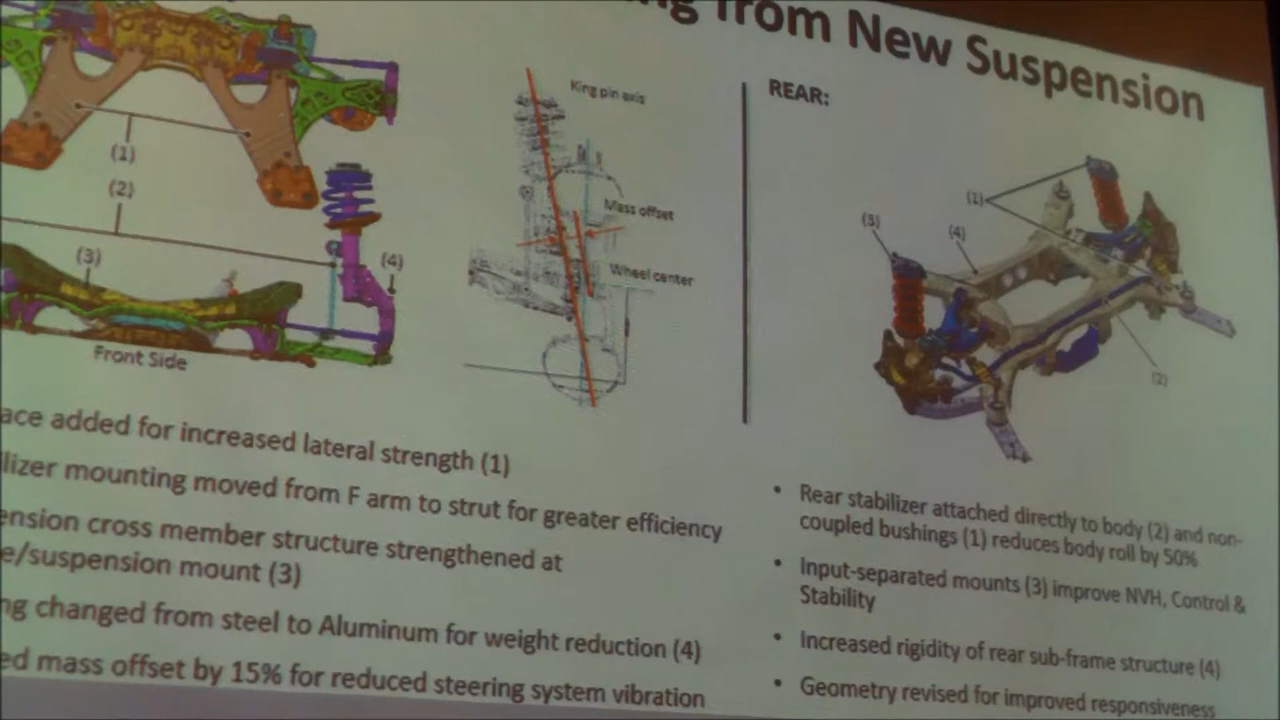 from New Suspension
(1)
(2)
(3)
(4)
Front Side
King pin axis
Mass offset
Wheel center
ace added for increased lateral strength (1)
ilizer mounting moved from F arm to strut for greater efficiency
ension cross member structure strengthened at
e/suspension mount (3)
ng changed from steel to Aluminum for weight reduction (4)
ed mass offset by 15% for reduced steering system vibration
REAR:
(1)
(3)
(4)
(2)
• Rear stabilizer attached directly to body (2) and non-
coupled bushings (1) reduces body roll by 50%
• Input-separated mounts (3) improve NVH, Control &
Stability
• Increased rigidity of rear sub-frame structure (4)
• Geometry revised for improved responsiveness